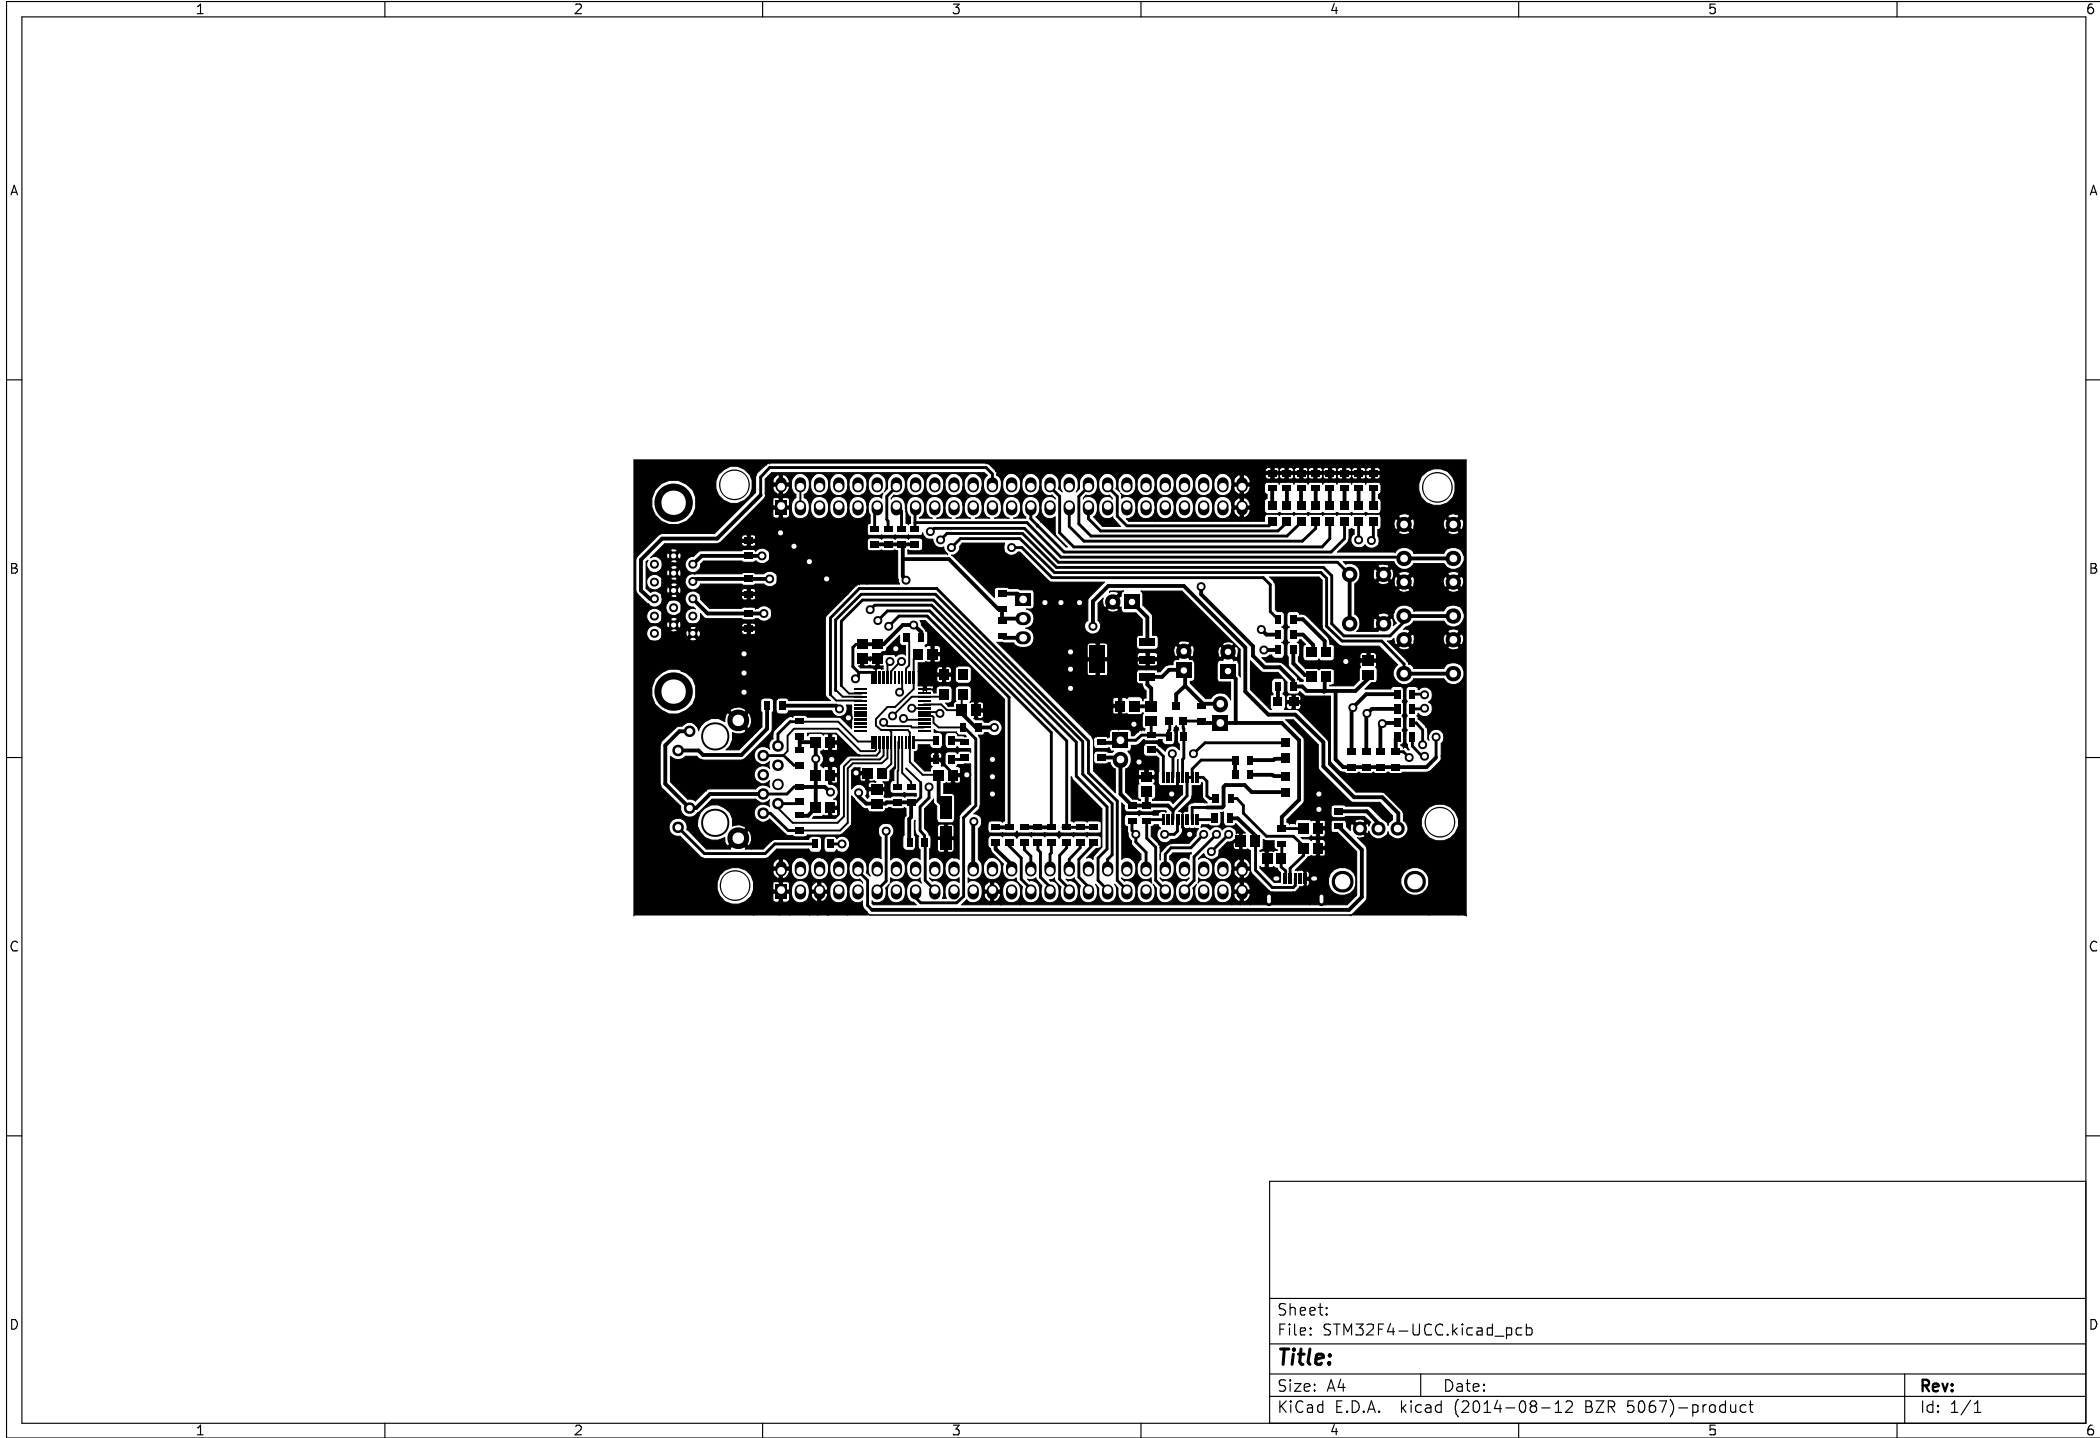 1 2 3 4 5 6
A A
B B
C C
D D
Sheet:
File: STM32F4-UCC.kicad_pcb
Title:
Size: A4 Date: Rev:
KiCad E.D.A. kicad (2014-08-12 BZR 5067)-product Id: 1/1
1 2 3 4 5 6